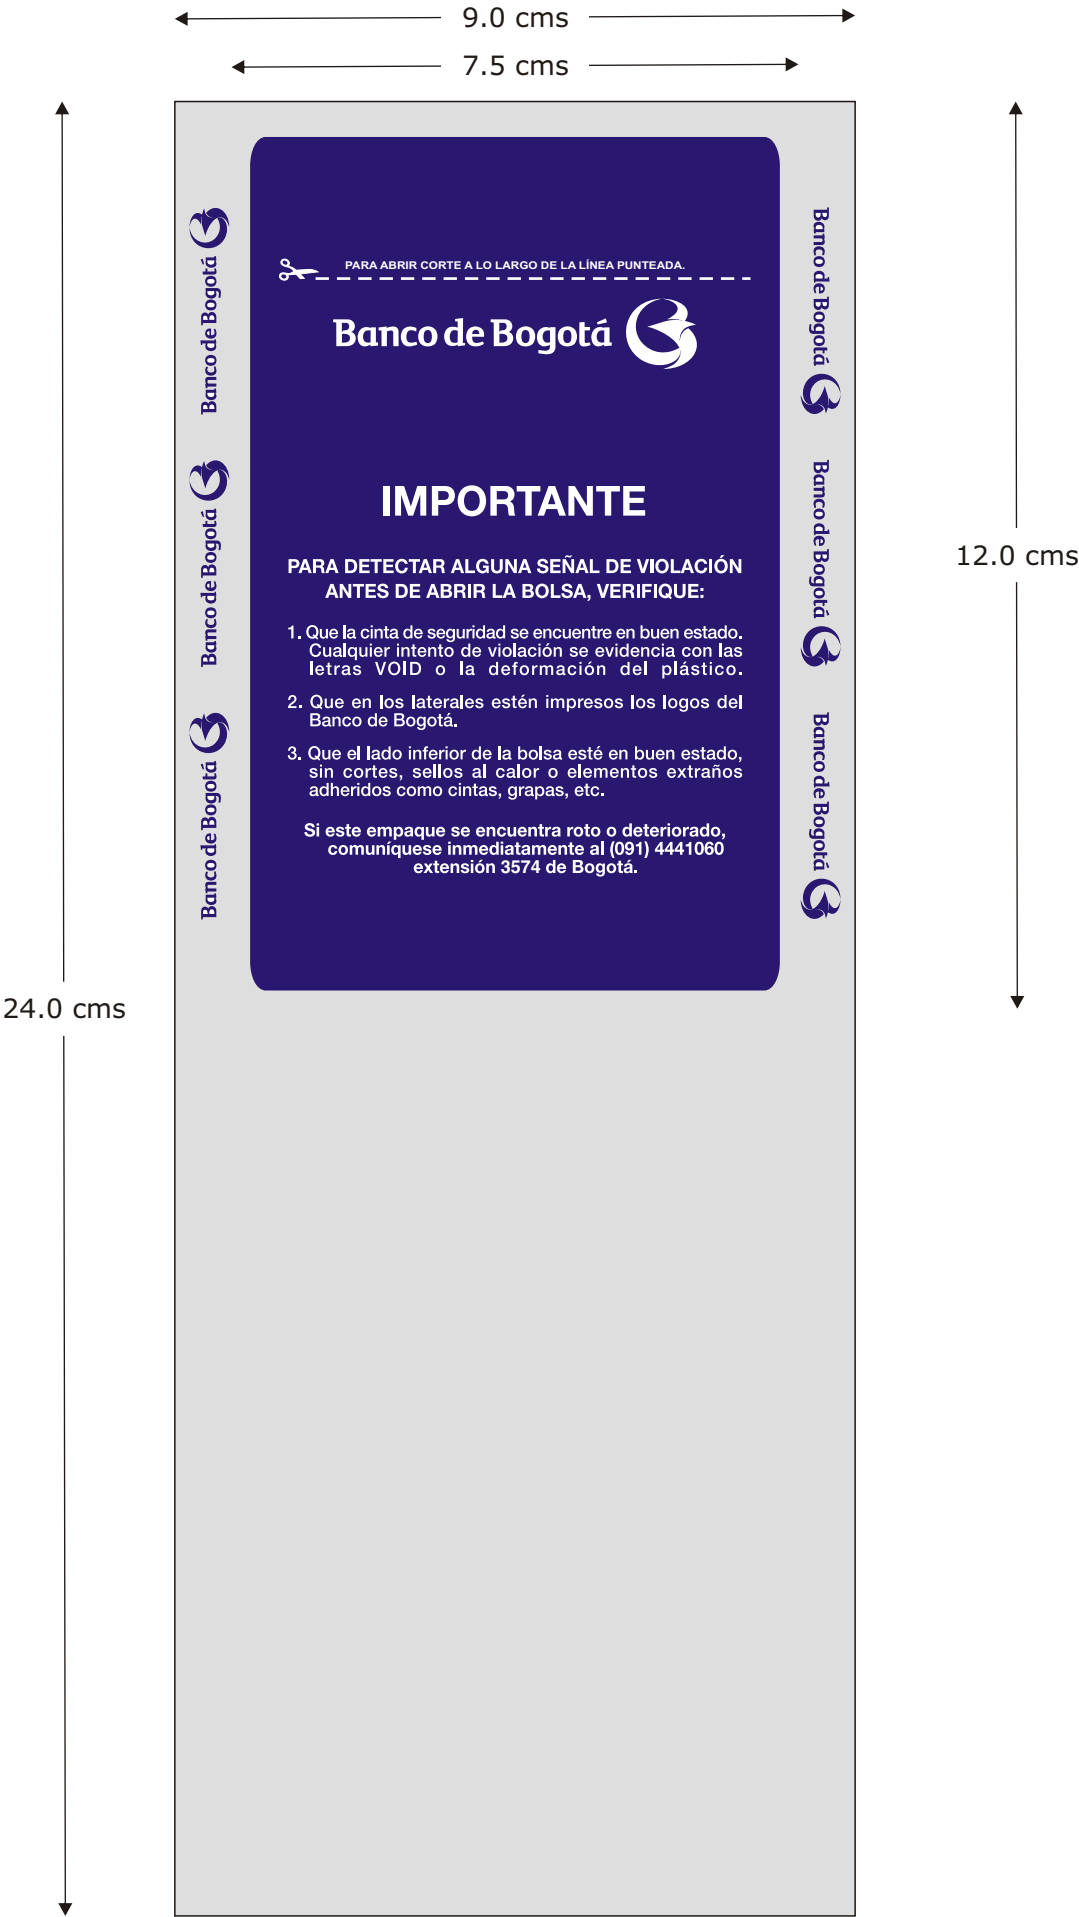 9.0 cms
7.5 cms
PARA ABRIR CORTE A LO LARGO DE LA LÍNEA PUNTEADA.
Banco de Bogotá
IMPORTANTE
PARA DETECTAR ALGUNA SEÑAL DE VIOLACIÓN
ANTES DE ABRIR LA BOLSA, VERIFIQUE:
1. Que la cinta de seguridad se encuentre en buen estado.
Cualquier intento de violación se evidencia con las
letras VOID o la deformación del plástico.
2. Que en los laterales estén impresos los logos del
Banco de Bogotá.
3. Que el lado inferior de la bolsa esté en buen estado,
sin cortes, sellos al calor o elementos extraños
adheridos como cintas, grapas, etc.
Si este empaque se encuentra roto o deteriorado,
comuníquese inmediatamente al (091) 4441060
extensión 3574 de Bogotá.
Banco de Bogotá
Banco de Bogotá
Banco de Bogotá
Banco de Bogotá
Banco de Bogotá
Banco de Bogotá
12.0 cms
24.0 cms